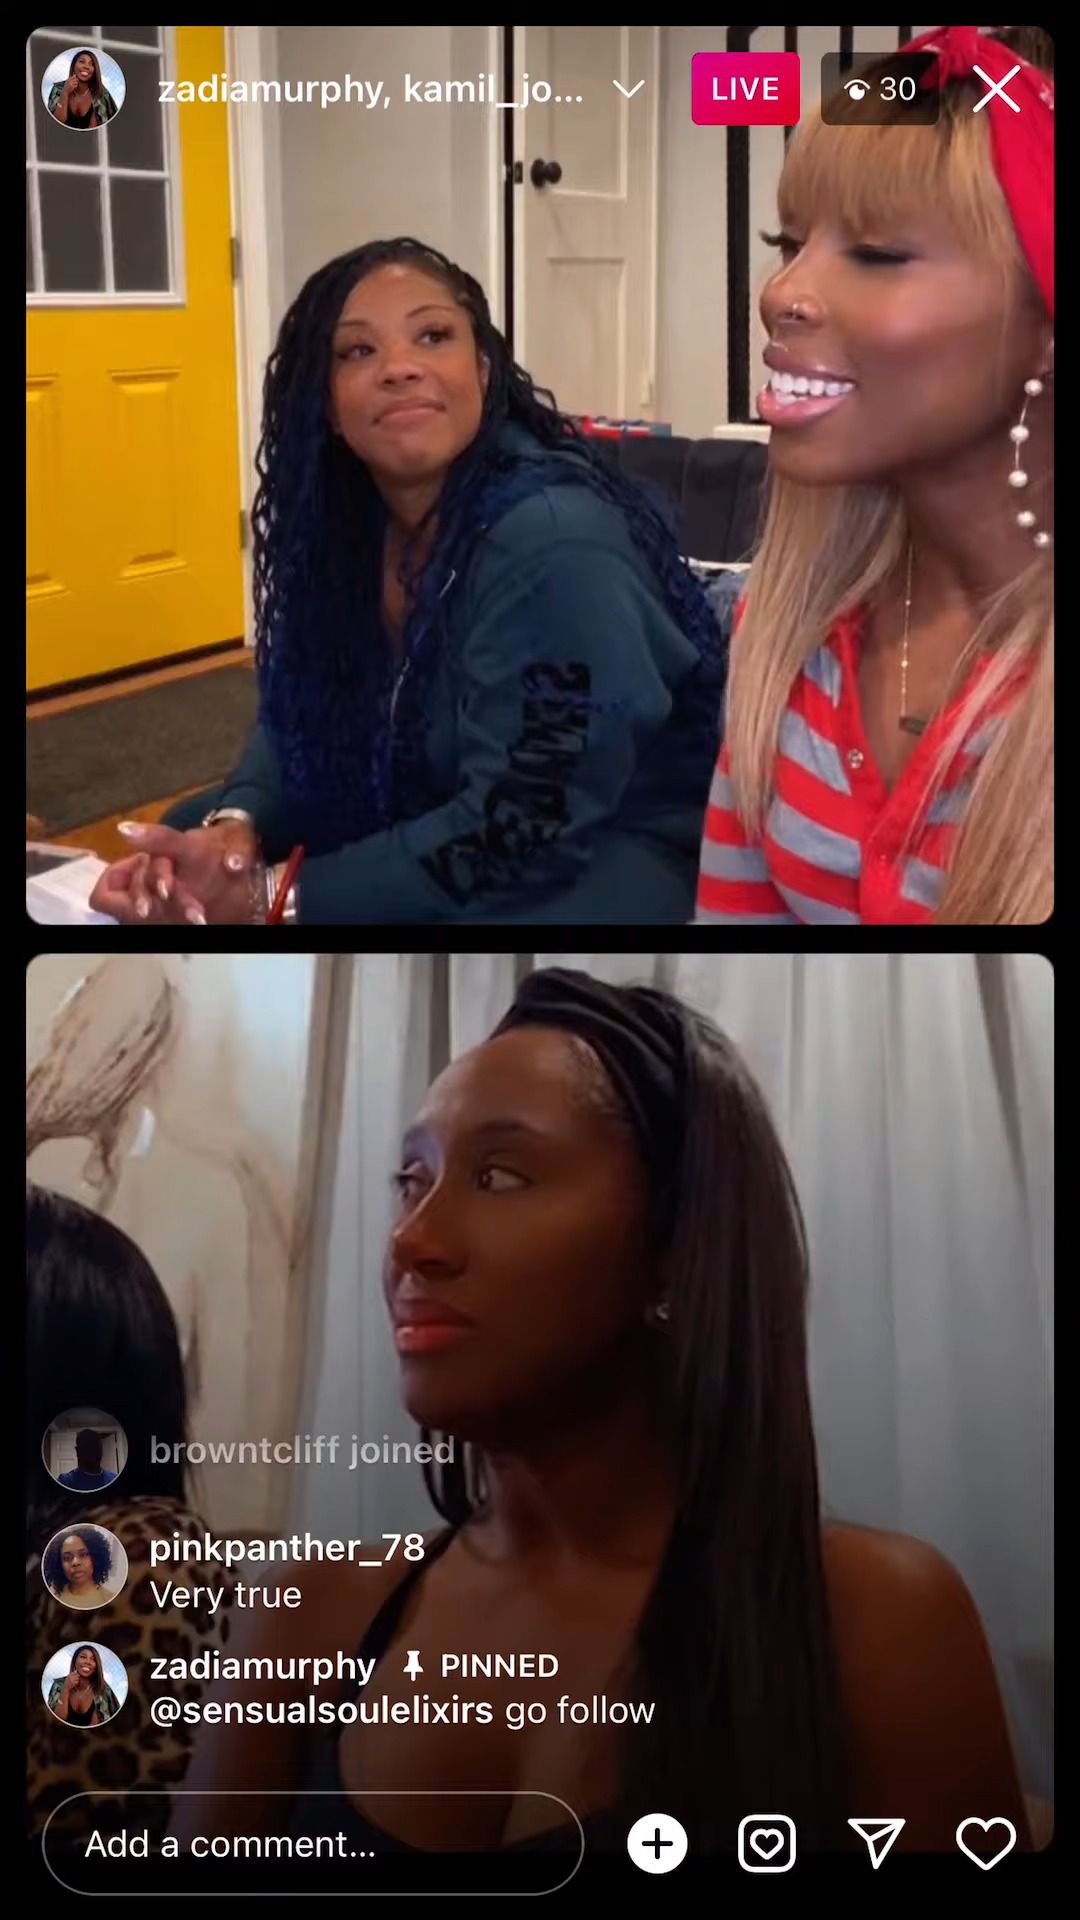 zadiamurphy, kamil_jo...
LIVE
30
browntcliff joined
pinkpanther_78
Very true
zadiamurphy PINNED
@sensualsoulelixirs go follow
Add a comment...